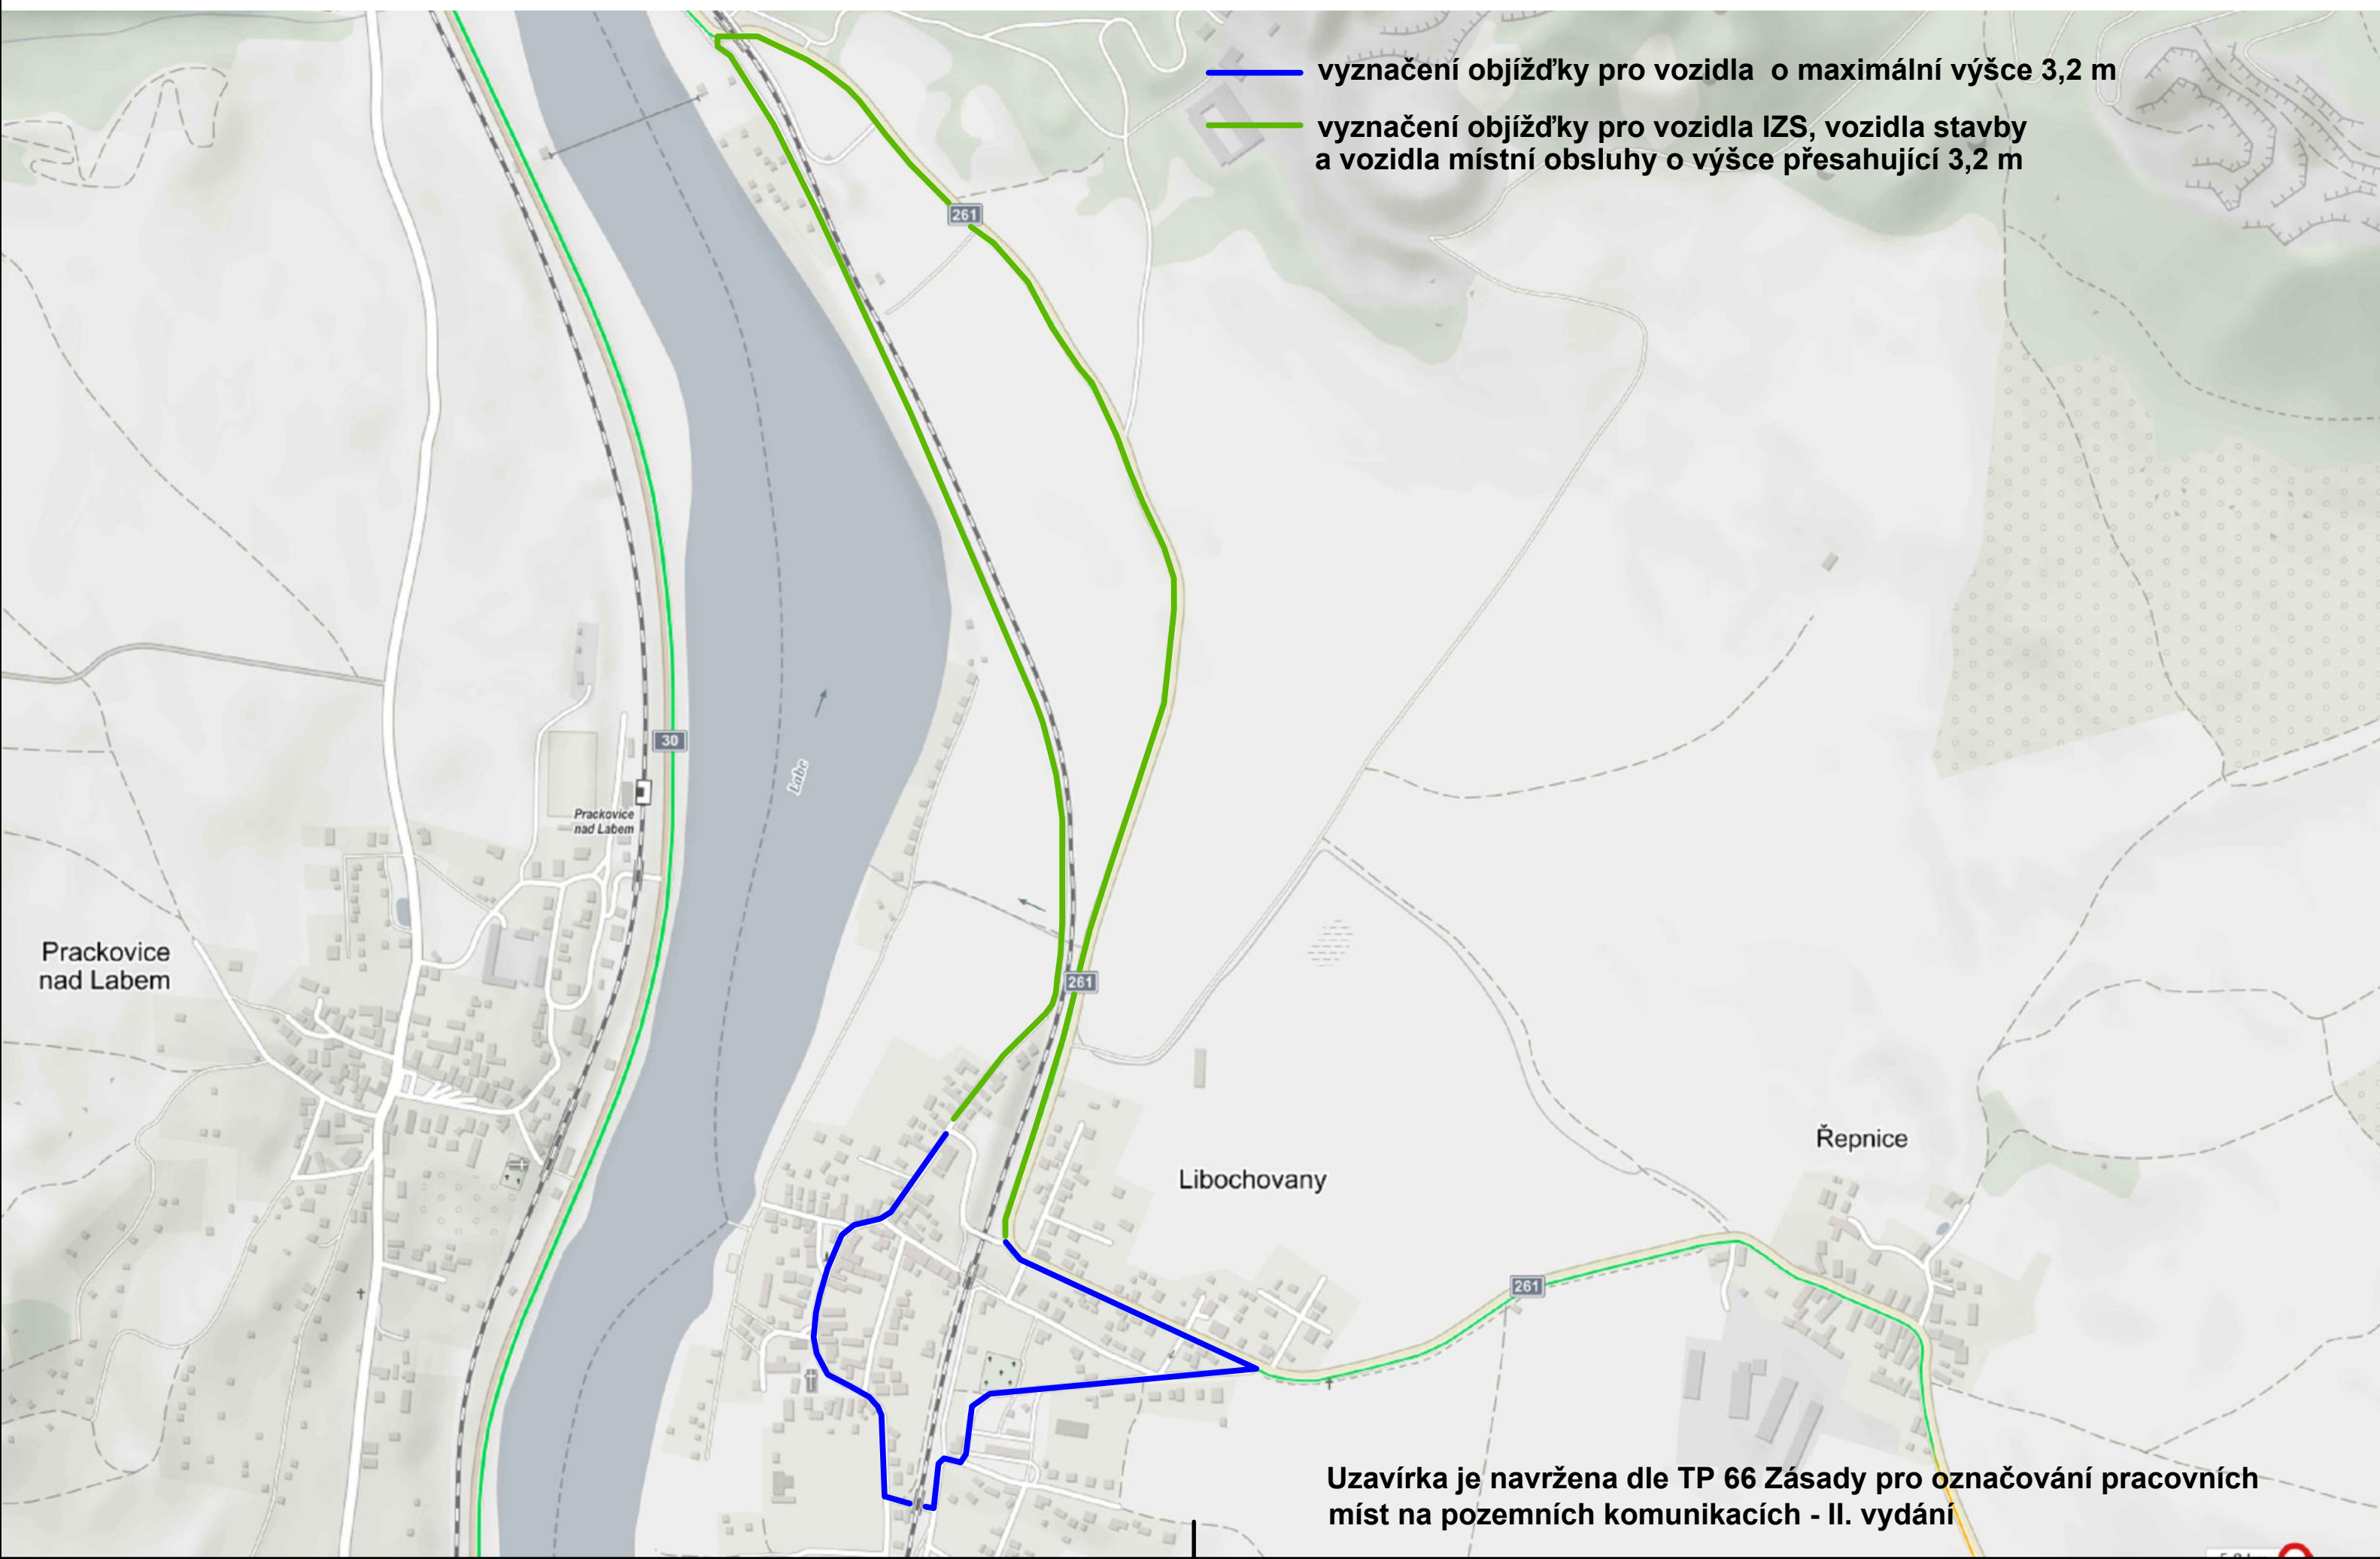 vyznačení objížďky pro vozidla o maximální výšce 3,2 m
vyznačení objížďky pro vozidla IZS, vozidla stavby
a vozidla místní obsluhy o výšce přesahující 3,2 m
261
30
Labe
Prackovice
nad Labem
Prackovice
nad Labem
261
Řepnice
Libochovany
261
Uzavírka je navržena dle TP 66 Zásady pro označování pracovních
míst na pozemních komunikacích - II. vydání